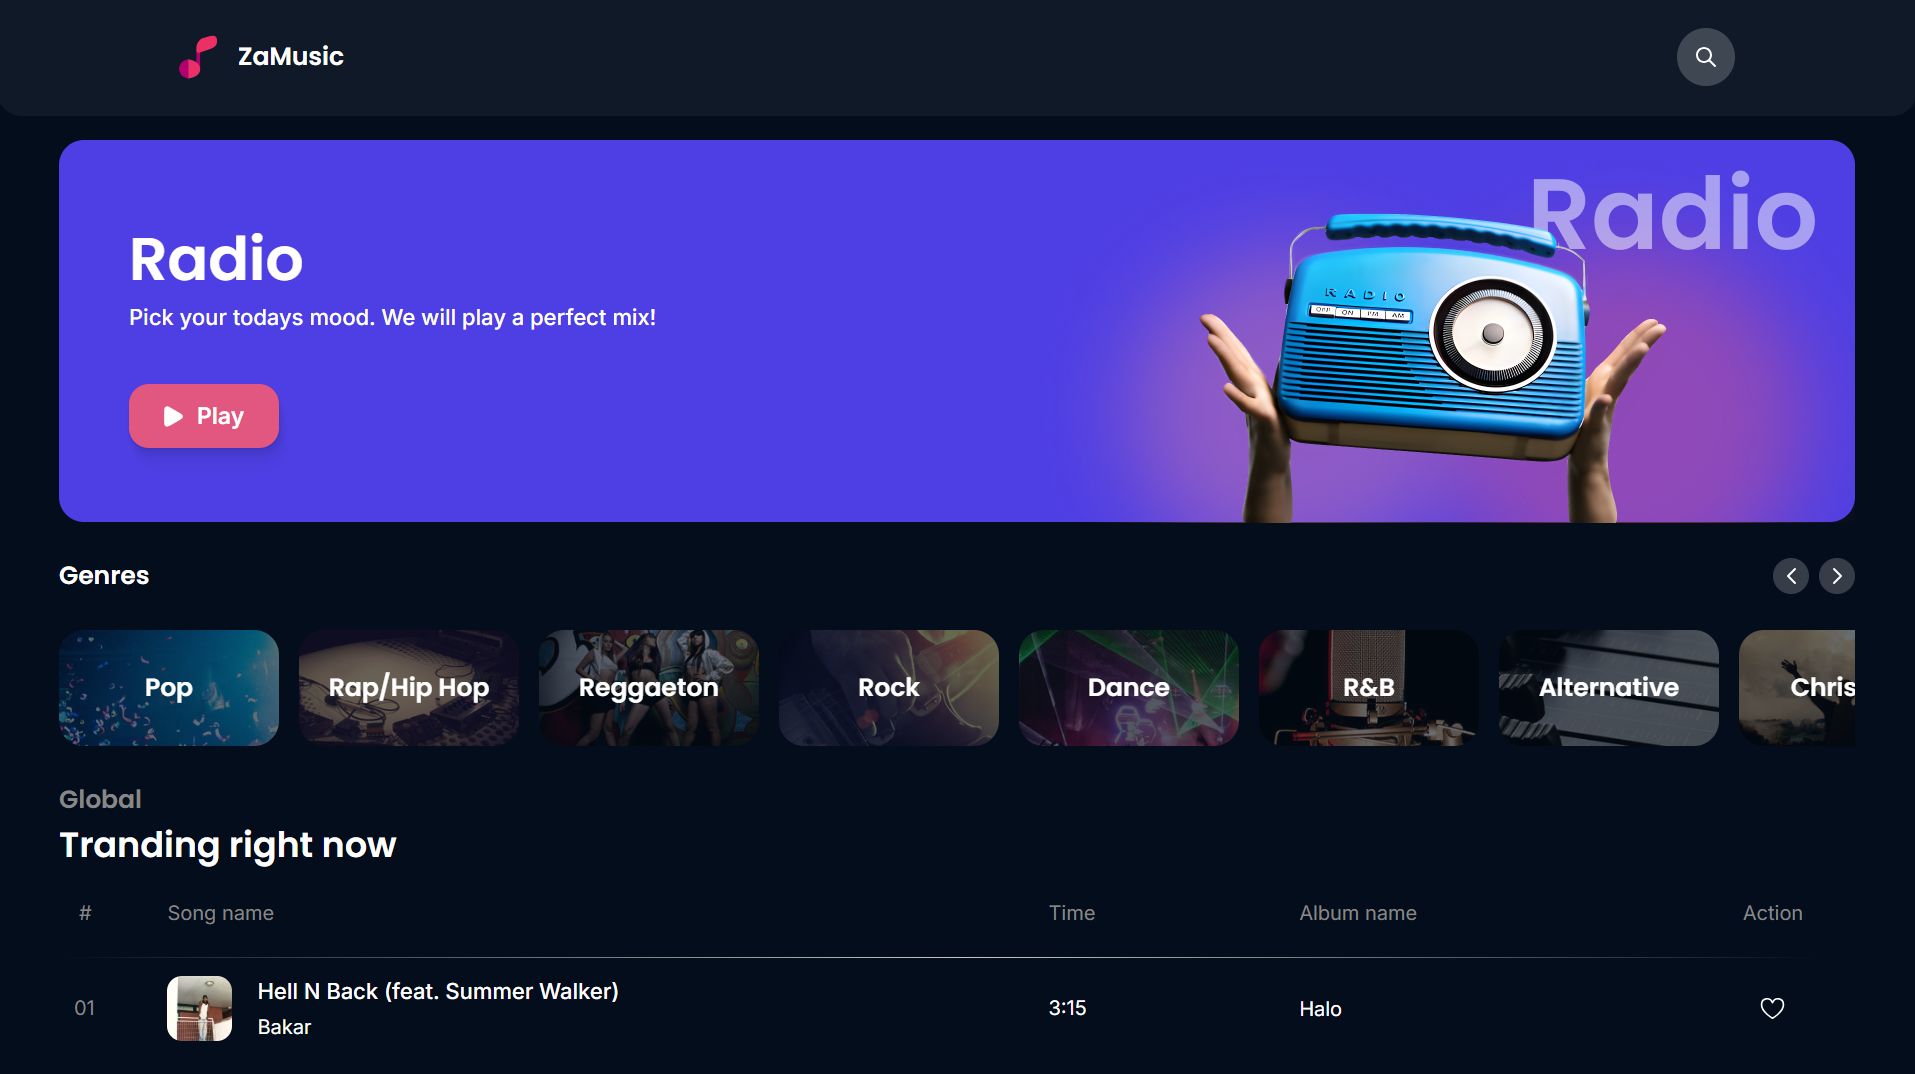 ZaMusic
Radio
Radio
Pick your todays mood. We will play a perfect mix!
RADIO
OFF ON FM AM
Play
Genres
Pop
Rap/Hip Hop
Reggaeton
Rock
Dance
R&B
Alternative
Chris
Global
Tranding right now
# Song name Time Album name Action
01 Hell N Back (feat. Summer Walker) 3:15 Halo
Bakar